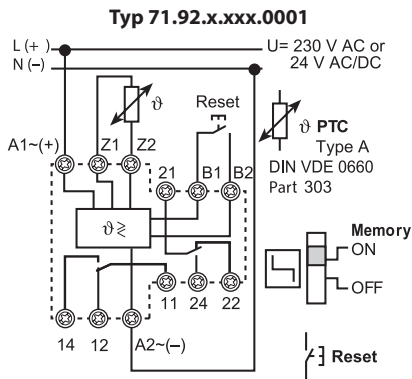 Typ 71.92.x.xxx.0001
L (+)
U= 230 V AC or
N (–)
24 V AC/DC
ϑ
Reset
ϑ PTC
Type A
DIN VDE 0660
Part 303
A1~(+) Z1 Z2
21 B1 B2
ϑ≷
Memory
ON
OFF
11 24 22
14 12 A2~(–)
Reset